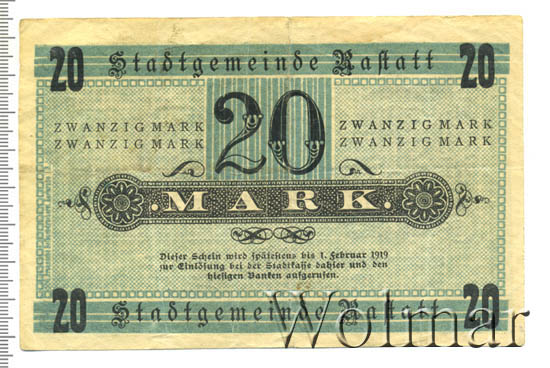 20 Stadtgemeinde Rastatt 20
20
ZWANZIG MARK ZWANZIG MARK
ZWANZIG MARK ZWANZIG MARK
MARK.
Dieser Schein wird spätestens bis 1. Februar 1919
zur Einlösung bei der Stadtkasse dahier und den
hiesigen Banken aufgerufen.
20 Stadtgemeinde Rastatt 20
Wolmar